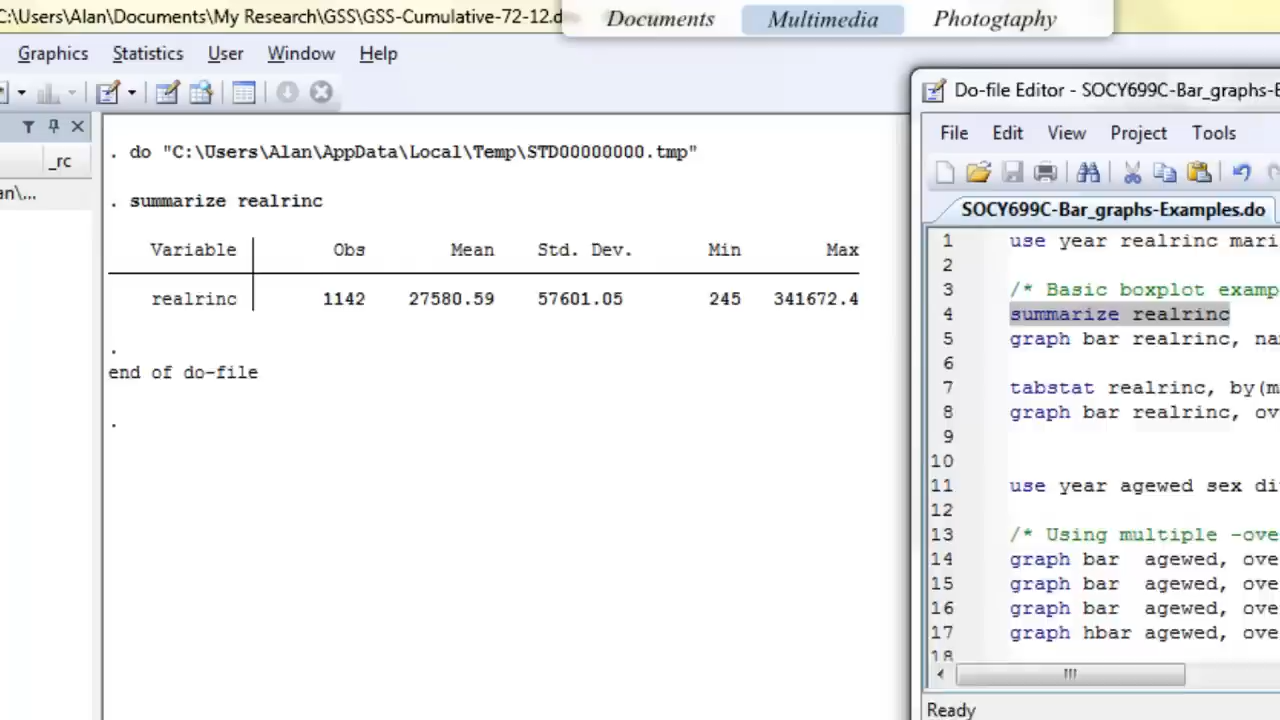 C:\Users\Alan\Documents\My Research\GSS\GSS-Cumulative-72-12.d
Documents Multimedia Photogtaphy
Graphics Statistics User Window Help
_rc
an\...
. do "C:\Users\Alan\AppData\Local\Temp\STD00000000.tmp"
. summarize realrinc
Variable Obs Mean Std. Dev. Min Max
realrinc 1142 27580.59 57601.05 245 341672.4
.
end of do-file
.
Do-file Editor - SOCY699C-Bar_graphs-E
File Edit View Project Tools
SOCY699C-Bar_graphs-Examples.do
1 use year realrinc mari
2
3 /* Basic boxplot examp
4 summarize realrinc
5 graph bar realrinc, na
6
7 tabstat realrinc, by(m
8 graph bar realrinc, ov
9
10
11 use year agewed sex di
12
13 /* Using multiple -ove
14 graph bar  agewed, ove
15 graph bar  agewed, ove
16 graph bar  agewed, ove
17 graph hbar agewed, ove
18
Ready